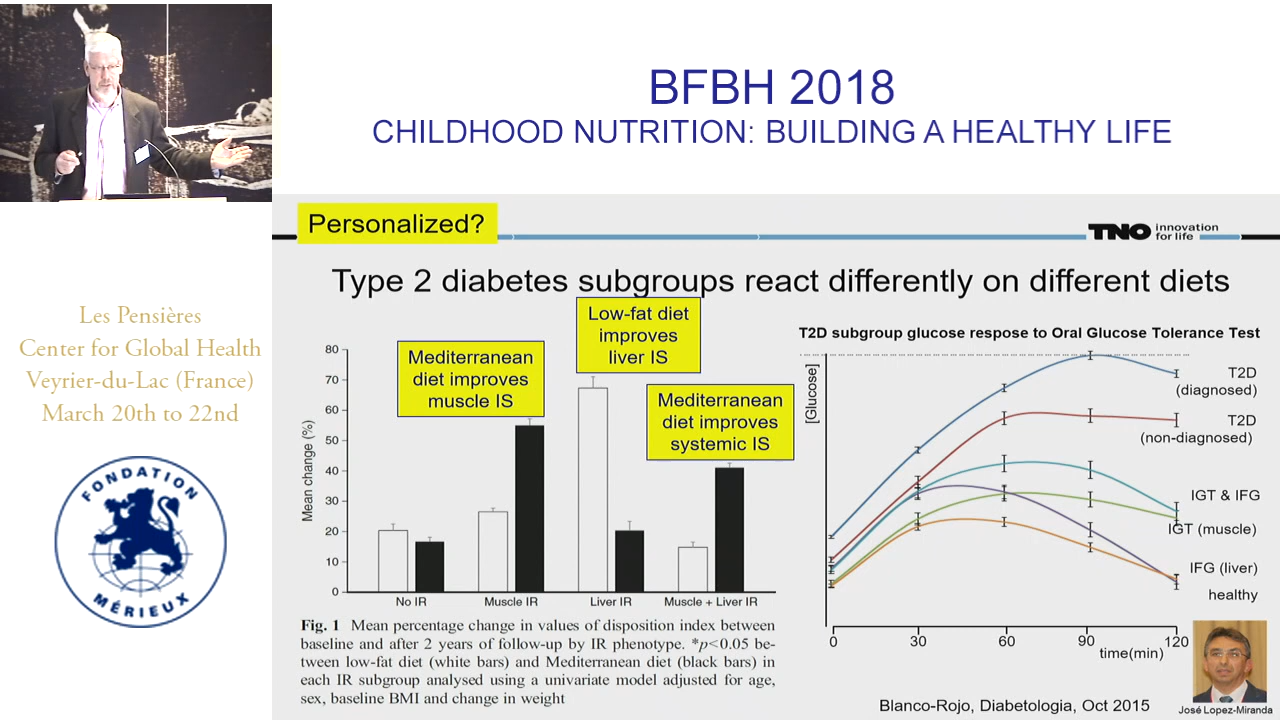 BFBH 2018
CHILDHOOD NUTRITION: BUILDING A HEALTHY LIFE
Les Pensières
Center for Global Health
Veyrier-du-Lac (France)
March 20th to 22nd
FONDATION
MÉRIEUX
Personalized?
TNO innovation
for life
Type 2 diabetes subgroups react differently on different diets
Mediterranean
diet improves
muscle IS
Low-fat diet
improves
liver IS
Mediterranean
diet improves
systemic IS
Mean change (%)
80
70
60
50
40
30
20
10
0
No IR
Muscle IR
Liver IR
Muscle + Liver IR
Fig. 1 Mean percentage change in values of disposition index between
baseline and after 2 years of follow-up by IR phenotype. *p<0.05 be-
tween low-fat diet (white bars) and Mediterranean diet (black bars) in
each IR subgroup analysed using a univariate model adjusted for age,
sex, baseline BMI and change in weight
T2D subgroup glucose respose to Oral Glucose Tolerance Test
[Glucose]
T2D
(diagnosed)
T2D
(non-diagnosed)
IGT & IFG
IGT (muscle)
IFG (liver)
healthy
0
30
60
90
120
time(min)
Blanco-Rojo, Diabetologia, Oct 2015
José Lopez-Miranda